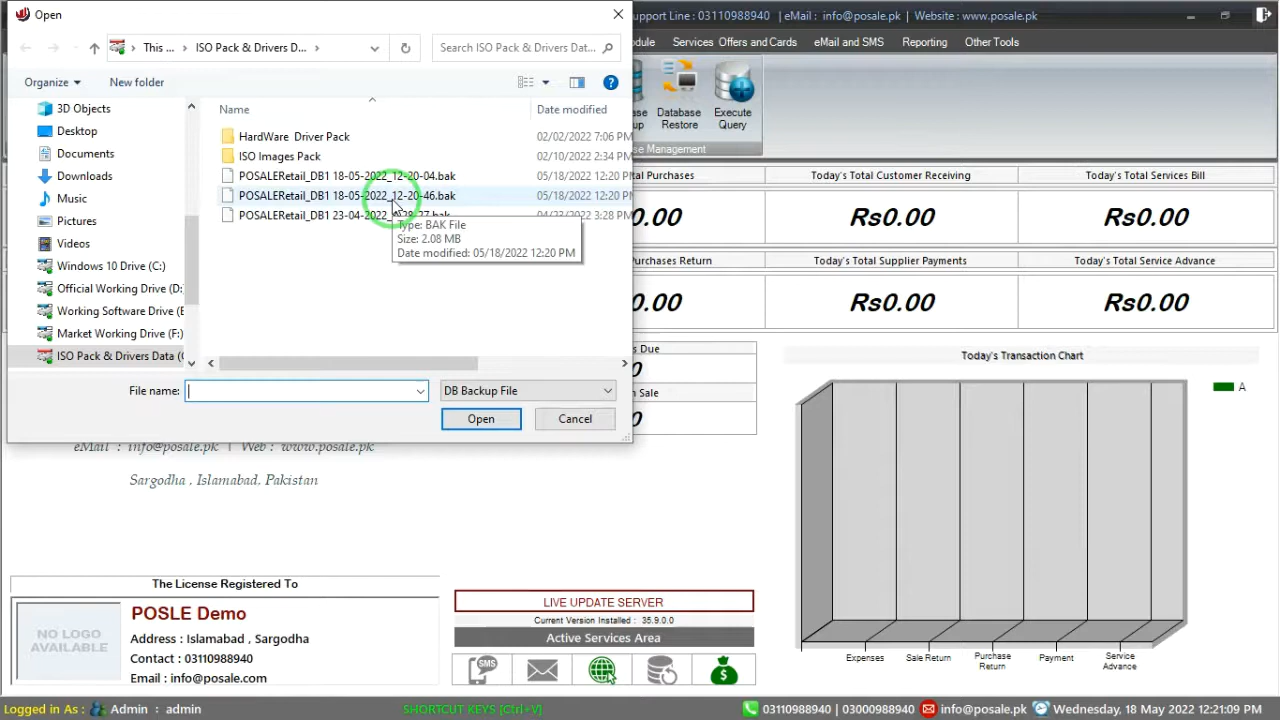 Open
upport Line : 03110988940 | eMail : info@posale.pk | Website : www.posale.pk
This ... ISO Pack & Drivers D...
Search ISO Pack & Drivers Dat...
dule Services Offers and Cards eMail and SMS Reporting Other Tools
Organize New folder
3D Objects
Desktop
Documents
Downloads
Music
Pictures
Videos
Windows 10 Drive (C:)
Official Working Drive (D:
Working Software Drive (E
Market Working Drive (F:)
ISO Pack & Drivers Data (
Name Date modified
HardWare Driver Pack 02/02/2022 7:06 PM
ISO Images Pack 02/10/2022 2:34 PM
POSALERetail_DB1 18-05-2022_12-20-04.bak 05/18/2022 12:20 PM
POSALERetail_DB1 18-05-2022_12-20-46.bak 05/18/2022 12:20 P
POSALERetail_DB1 23-04-2022_ 28-27.bak 04/23/2022 3:28 PM
Type: BAK File
Size: 2.08 MB
Date modified: 05/18/2022 12:20 PM
File name: DB Backup File
Open Cancel
ase Database Execute
up Restore Query
se Management
tal Purchases Today's Total Customer Receiving Today's Total Services Bill
0.00 Rs0.00 Rs0.00
Purchases Return Today's Total Supplier Payments Today's Total Service Advance
0.00 Rs0.00 Rs0.00
s Due
0
n Sale
0
Today's Transaction Chart
A
Expenses Sale Return Purchase Return Payment Service Advance
eMail : info@posale.pk | Web : www.posale.pk
Sargodha . Islamabad. Pakistan
The License Registered To
NO LOGO
AVAILABLE
POSLE Demo
Address : Islamabad , Sargodha
Contact : 03110988940
Email : info@posale.com
LIVE UPDATE SERVER
Current Version Installed : 35.9.0.0
Active Services Area
SMS
Logged in As : Admin : admin SHORTCUT KEYS [Ctrl+V] 03110988940 | 03000988940 info@posale.pk Wednesday, 18 May 2022 12:21:09 PM